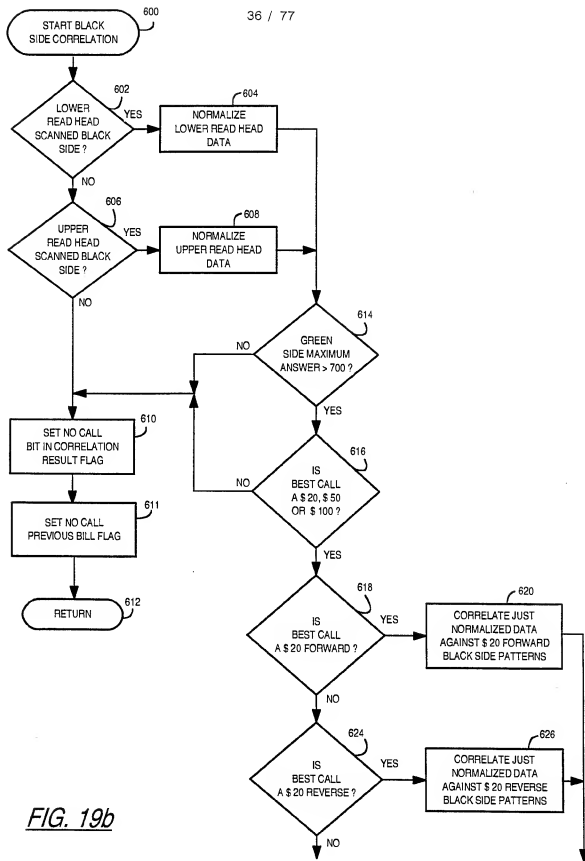 36 / 77
START BLACK
SIDE CORRELATION
600
LOWER
READ HEAD
SCANNED BLACK
SIDE ?
602
YES
NORMALIZE
LOWER READ HEAD
DATA
604
NO
UPPER
READ HEAD
SCANNED BLACK
SIDE ?
606
YES
NORMALIZE
UPPER READ HEAD
DATA
608
NO
GREEN
SIDE MAXIMUM
ANSWER > 700 ?
614
NO
YES
SET NO CALL
BIT IN CORRELATION
RESULT FLAG
610
IS
BEST CALL
A $ 20, $ 50
OR $ 100 ?
616
NO
YES
SET NO CALL
PREVIOUS BILL FLAG
611
RETURN
612
IS
BEST CALL
A $ 20 FORWARD ?
618
YES
CORRELATE JUST
NORMALIZED DATA
AGAINST $ 20 FORWARD
BLACK SIDE PATTERNS
620
NO
IS
BEST CALL
A $ 20 REVERSE ?
624
YES
CORRELATE JUST
NORMALIZED DATA
AGAINST $ 20 REVERSE
BLACK SIDE PATTERNS
626
NO
FIG. 19b